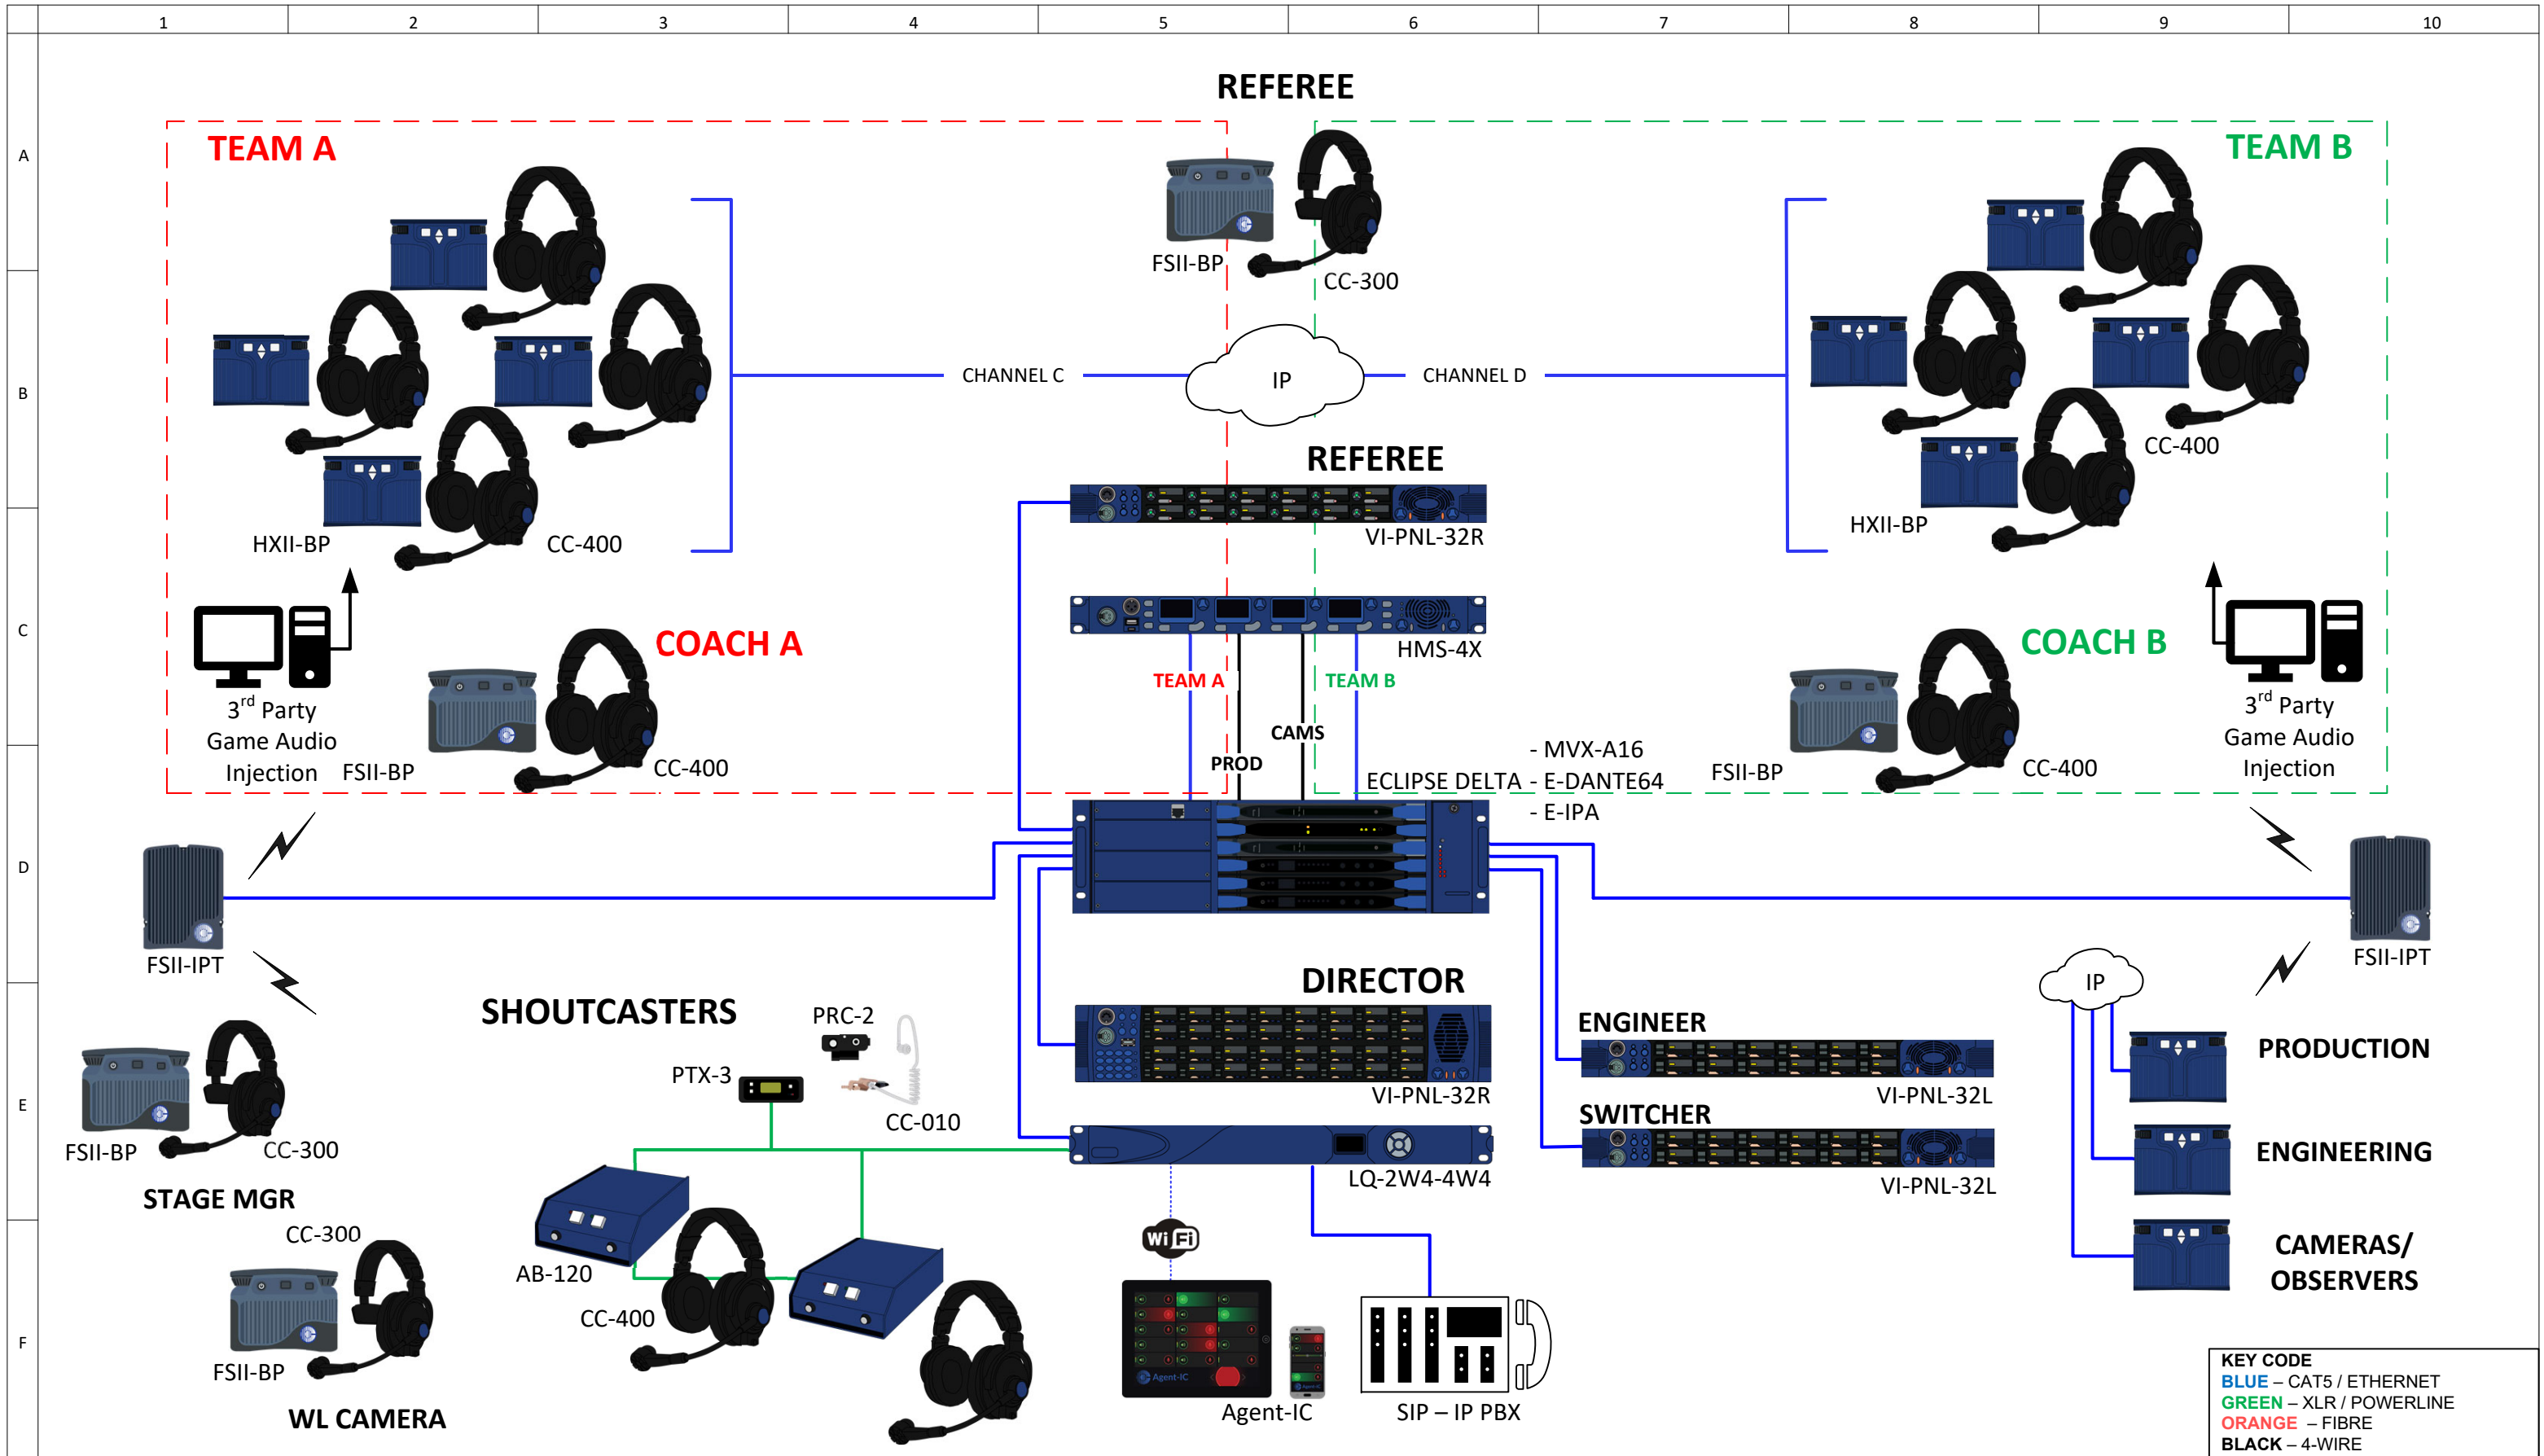 1 2 3 4 5 6 7 8 9 10
REFEREE
A
TEAM A
TEAM B
FSII-BP
CC-300
B
CHANNEL C
IP
CHANNEL D
CC-400
REFEREE
VI-PNL-32R
HXII-BP
CC-400
HXII-BP
C
COACH A
HMS-4X
COACH B
TEAM A
TEAM B
3rd Party
Game Audio
Injection
FSII-BP
CC-400
CAMS
PROD
3rd Party
Game Audio
Injection
FSII-BP
CC-400
ECLIPSE DELTA
- MVX-A16
- E-DANTE64
- E-IPA
D
FSII-IPT
FSII-IPT
IP
SHOUTCASTERS
DIRECTOR
PRC-2
PTX-3
CC-010
VI-PNL-32R
ENGINEER
VI-PNL-32L
PRODUCTION
E
FSII-BP
CC-300
STAGE MGR
SWITCHER
VI-PNL-32L
ENGINEERING
LQ-2W4-4W4
CC-300
AB-120
WiFi
CAMERAS/
OBSERVERS
CC-400
F
FSII-BP
WL CAMERA
Agent-IC
Agent-IC
Agent-IC
SIP – IP PBX
KEY CODE
BLUE – CAT5 / ETHERNET
GREEN – XLR / POWERLINE
ORANGE – FIBRE
BLACK – 4-WIRE